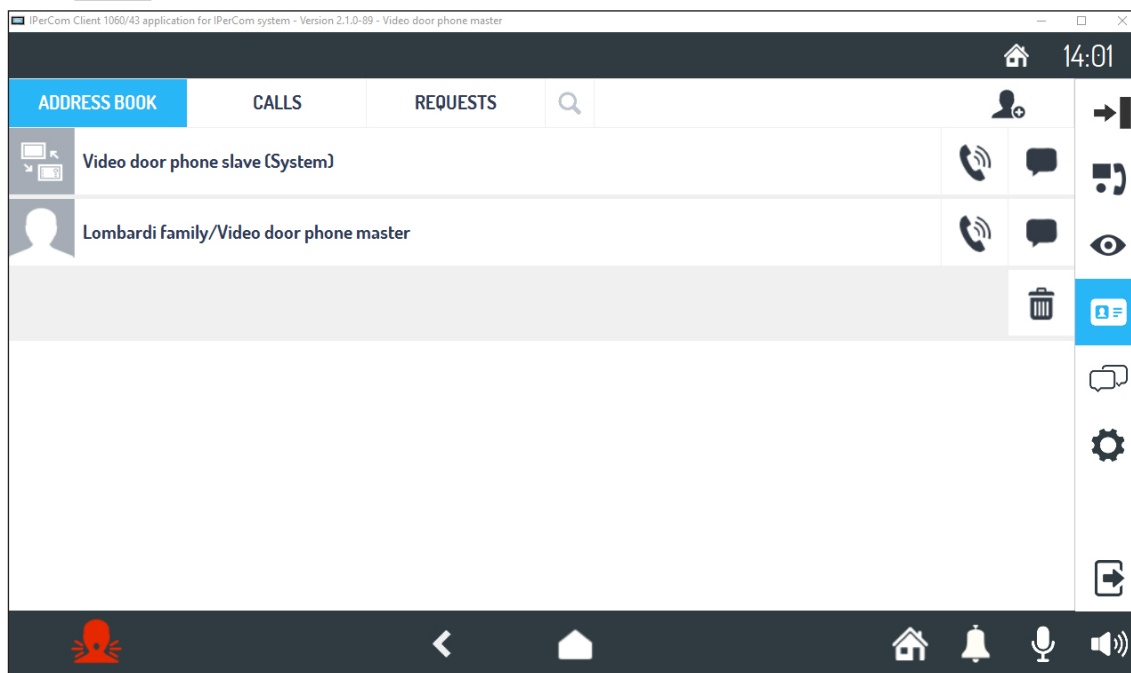 IPerCom Client 1060/43 application for IPerCom system - Version 2.1.0-89 - Video door phone master
14:01
ADDRESS BOOK CALLS REQUESTS
Video door phone slave (System)
Lombardi family/Video door phone master